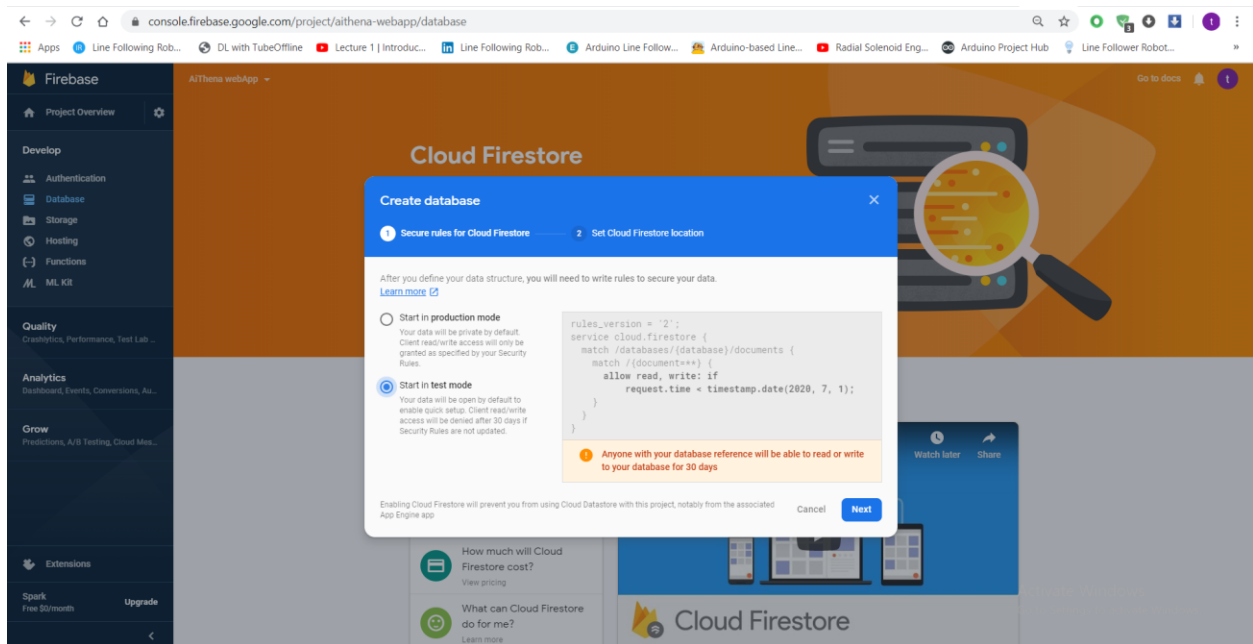 console.firebase.google.com/project/aithena-webapp/database
Apps
Line Following Rob...
DL with TubeOffline
Lecture 1 | Introduc...
Line Following Rob...
Arduino Line Follow...
Arduino-based Line...
Radial Solenoid Eng...
Arduino Project Hub
Line Follower Robot...
Firebase
AiThena webApp
Go to docs
t
Project Overview
Develop
Authentication
Database
Storage
Hosting
Functions
ML Kit
Quality
Crashlytics, Performance, Test Lab ...
Analytics
Dashboard, Events, Conversions, Au...
Grow
Predictions, A/B Testing, Cloud Mes...
Extensions
Spark
Free $0/month
Upgrade
Cloud Firestore
Create database
1 Secure rules for Cloud Firestore
2 Set Cloud Firestore location
After you define your data structure, you will need to write rules to secure your data.
Learn more
Start in production mode
Your data will be private by default.
Client read/write access will only be
granted as specified by your Security
Rules.
Start in test mode
Your data will be open by default to
enable quick setup. Client read/write
access will be denied after 30 days if
Security Rules are not updated.
rules_version = '2';
service cloud.firestore {
match /databases/{database}/documents {
match /{document=**} {
allow read, write: if
request.time < timestamp.date(2020, 7, 1);
}
}
}
Anyone with your database reference will be able to read or write
to your database for 30 days
Enabling Cloud Firestore will prevent you from using Cloud Datastore with this project, notably from the associated
App Engine app
Cancel
Next
Watch later
Share
How much will Cloud
Firestore cost?
View pricing
What can Cloud Firestore
do for me?
Learn more
Cloud Firestore